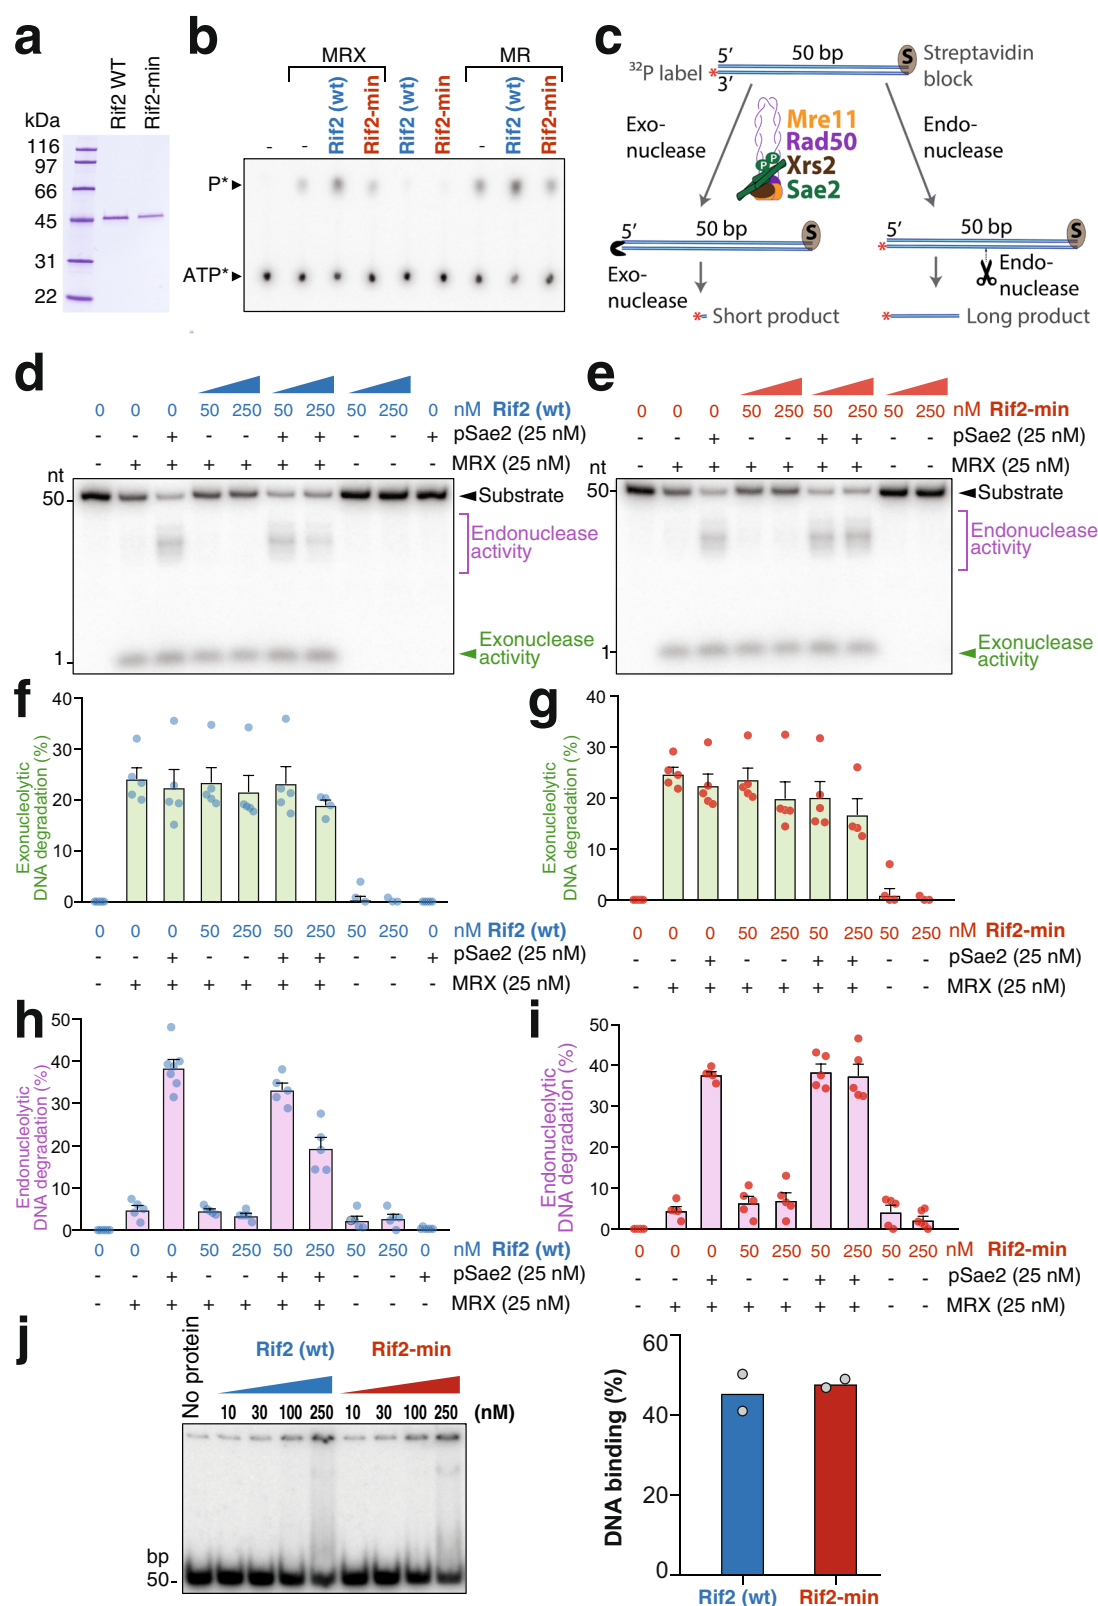 a
Rif2 WT
Rif2-min
kDa
116
97
66
45
31
22
b
MRX
MR
- - Rif2 (wt) Rif2-min Rif2 (wt) Rif2-min - Rif2 (wt) Rif2-min
P*
ATP*
c
5′ 50 bp S Streptavidin block
32P label *
3′
Exo-
nuclease
Mre11
Rad50
Xrs2
Sae2
P P
Endo-
nuclease
5′ 50 bp S
5′ 50 bp S
*
Exo-
nuclease
Endo-
nuclease
* Short product
* Long product
d
0 0 0 50 250 50 250 50 250 0 nM Rif2 (wt)
- - + - - + + - - + pSae2 (25 nM)
- + + + + + + - - - MRX (25 nM)
nt
50
1
Substrate
Endonuclease
activity
Exonuclease
activity
e
0 0 0 50 250 50 250 50 250 nM Rif2-min
- - + - - + + - - pSae2 (25 nM)
- + + + + + + - - MRX (25 nM)
nt
50
1
Substrate
Endonuclease
activity
Exonuclease
activity
f
Exonucleolytic
DNA degradation (%)
40
30
20
10
0
0 0 0 50 250 50 250 50 250 0 nM Rif2 (wt)
- - + - - + + - - + pSae2 (25 nM)
- + + + + + + - - - MRX (25 nM)
g
Exonucleolytic
DNA degradation (%)
40
30
20
10
0
0 0 0 50 250 50 250 50 250 nM Rif2-min
- - + - - + + - - pSae2 (25 nM)
- + + + + + + - - MRX (25 nM)
h
Endonucleolytic
DNA degradation (%)
50
40
30
20
10
0
0 0 0 50 250 50 250 50 250 0 nM Rif2 (wt)
- - + - - + + - - + pSae2 (25 nM)
- + + + + + + - - - MRX (25 nM)
i
Endonucleolytic
DNA degradation (%)
50
40
30
20
10
0
0 0 0 50 250 50 250 50 250 nM Rif2-min
- - + - - + + - - pSae2 (25 nM)
- + + + + + + - - MRX (25 nM)
j
No protein
Rif2 (wt) Rif2-min
10 30 100 250 10 30 100 250 (nM)
bp
50
DNA binding (%)
60
40
20
0
Rif2 (wt) Rif2-min